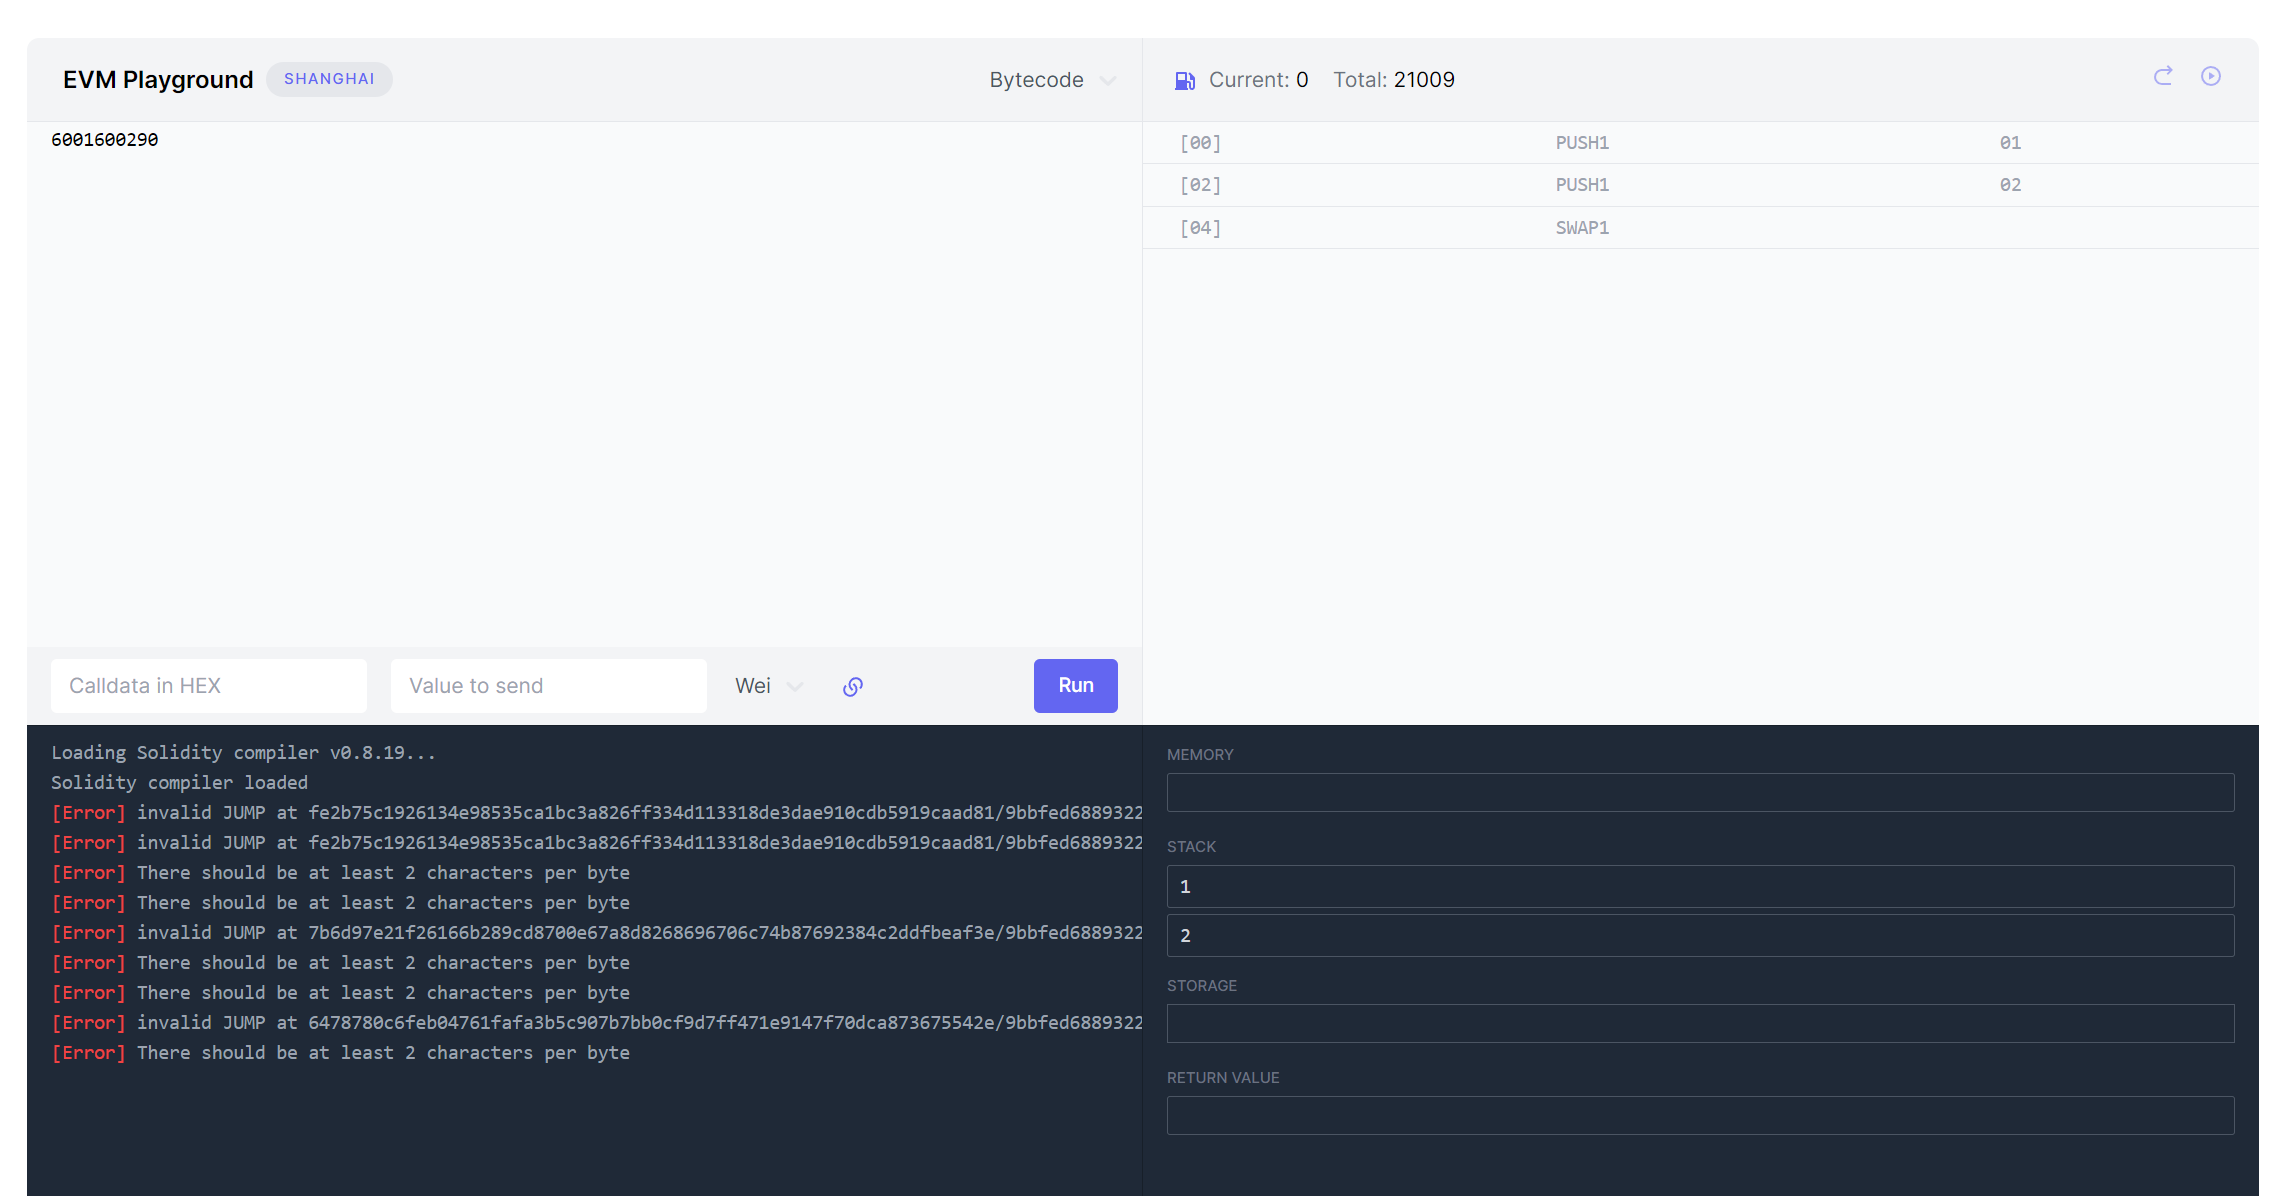 EVM Playground SHANGHAI Bytecode
6001600290
Calldata in HEX Value to send Wei Run
Loading Solidity compiler v0.8.19...
Solidity compiler loaded
[Error] invalid JUMP at fe2b75c1926134e98535ca1bc3a826ff334d113318de3dae910cdb5919caad81/9bbfed6889322
[Error] invalid JUMP at fe2b75c1926134e98535ca1bc3a826ff334d113318de3dae910cdb5919caad81/9bbfed6889322
[Error] There should be at least 2 characters per byte
[Error] There should be at least 2 characters per byte
[Error] invalid JUMP at 7b6d97e21f26166b289cd8700e67a8d8268696706c74b87692384c2ddfbeaf3e/9bbfed6889322
[Error] There should be at least 2 characters per byte
[Error] There should be at least 2 characters per byte
[Error] invalid JUMP at 6478780c6feb04761fafa3b5c907b7bb0cf9d7ff471e9147f70dca873675542e/9bbfed6889322
[Error] There should be at least 2 characters per byte
Current: 0 Total: 21009
[00] PUSH1 01
[02] PUSH1 02
[04] SWAP1
MEMORY
STACK
1
2
STORAGE
RETURN VALUE